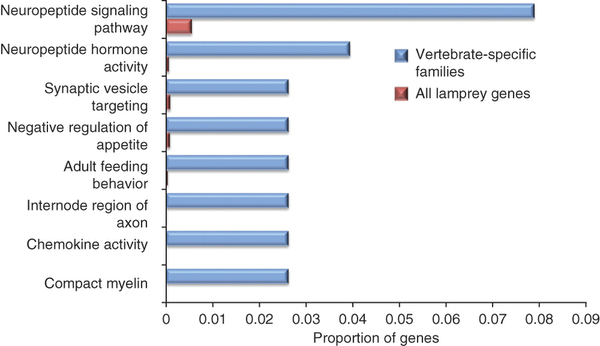 Neuropeptide signaling
pathway
Neuropeptide hormone
activity
Synaptic vesicle
targeting
Negative regulation of
appetite
Adult feeding
behavior
Internode region of
axon
Chemokine activity
Compact myelin
Vertebrate-specific
families
All lamprey genes
0 0.01 0.02 0.03 0.04 0.05 0.06 0.07 0.08 0.09
Proportion of genes